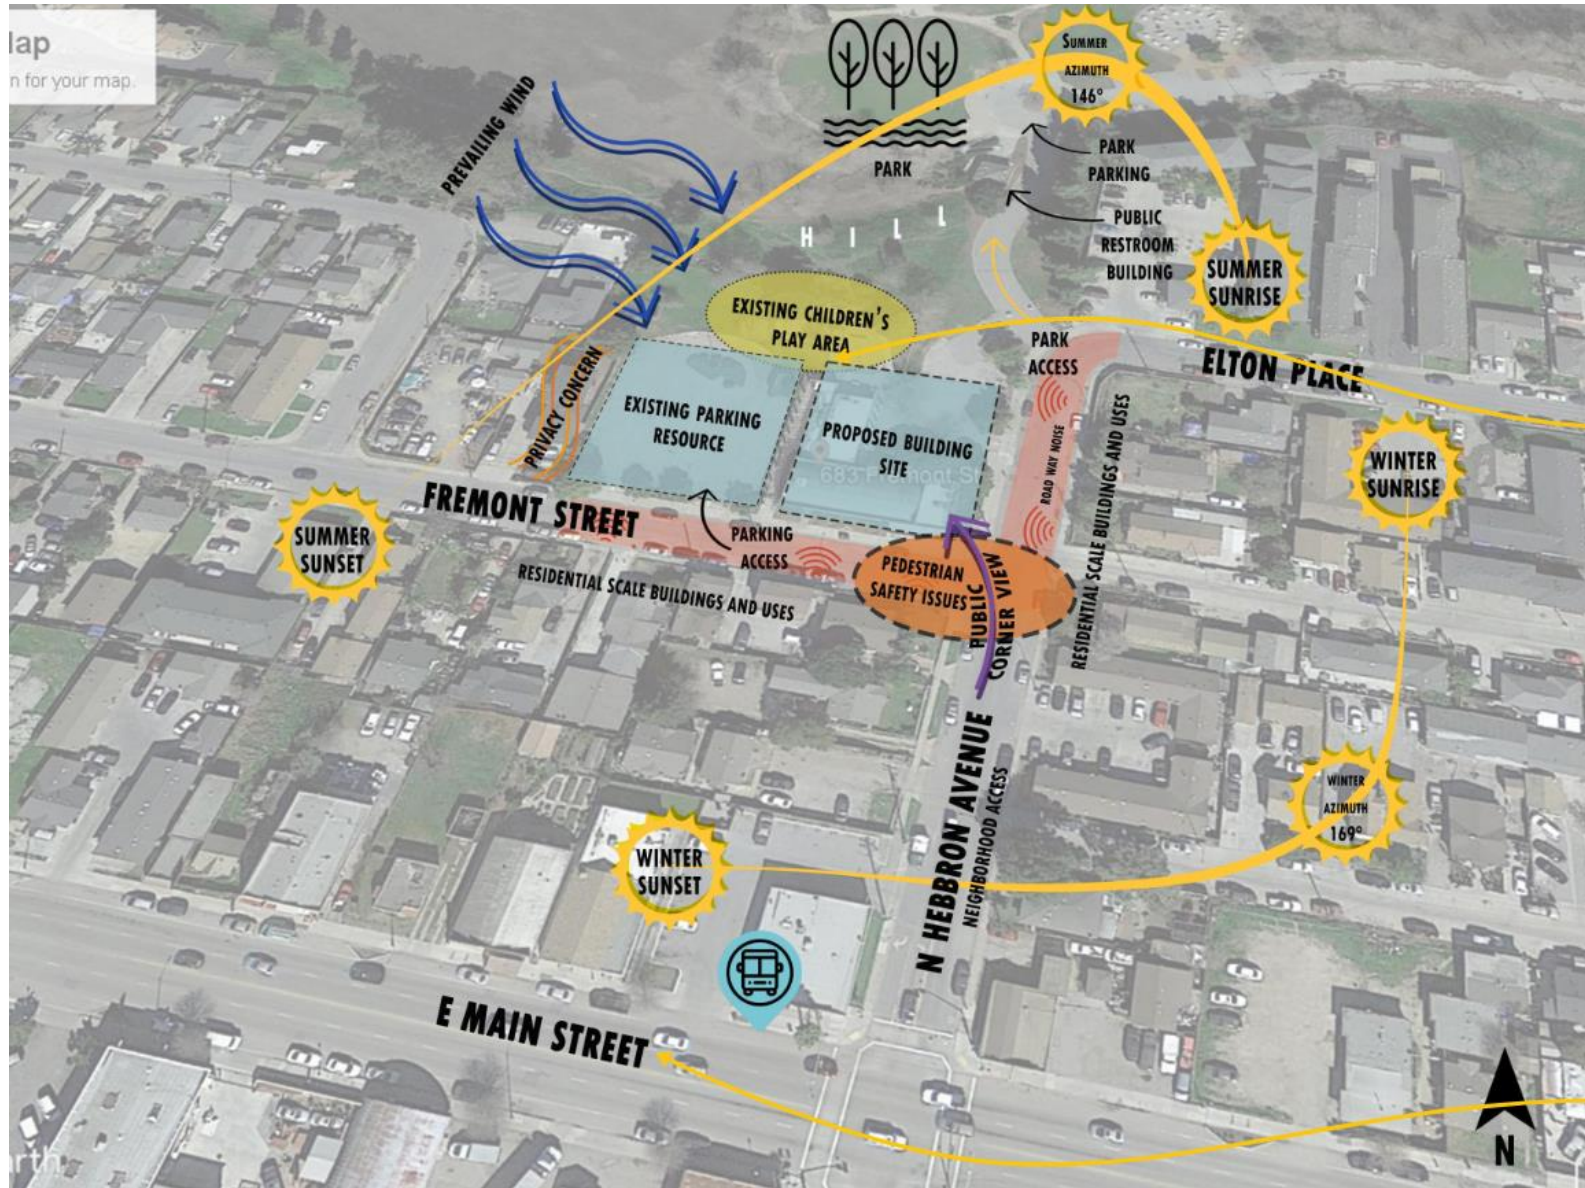 lap
n for your map.
SUMMER
AZIMUTH
146°
PREVAILING WIND
PARK
PARK
PARKING
PUBLIC
RESTROOM
BUILDING
HILL
SUMMER
SUNRISE
EXISTING CHILDREN'S
PLAY AREA
PARK
ACCESS
ELTON PLACE
PRIVACY CONCERN
EXISTING PARKING
RESOURCE
PROPOSED BUILDING
SITE
683 Fremont St
ROAD WAY NOISE
RESIDENTIAL SCALE BUILDINGS AND USES
WINTER
SUNRISE
FREMONT STREET
SUMMER
SUNSET
PARKING
ACCESS
RESIDENTIAL SCALE BUILDINGS AND USES
PEDESTRIAN
SAFETY ISSUES
PUBLIC
CORNER VIEW
N HEBBRON AVENUE
NEIGHBORHOOD ACCESS
WINTER
AZIMUTH
169°
WINTER
SUNSET
E MAIN STREET
N
arth